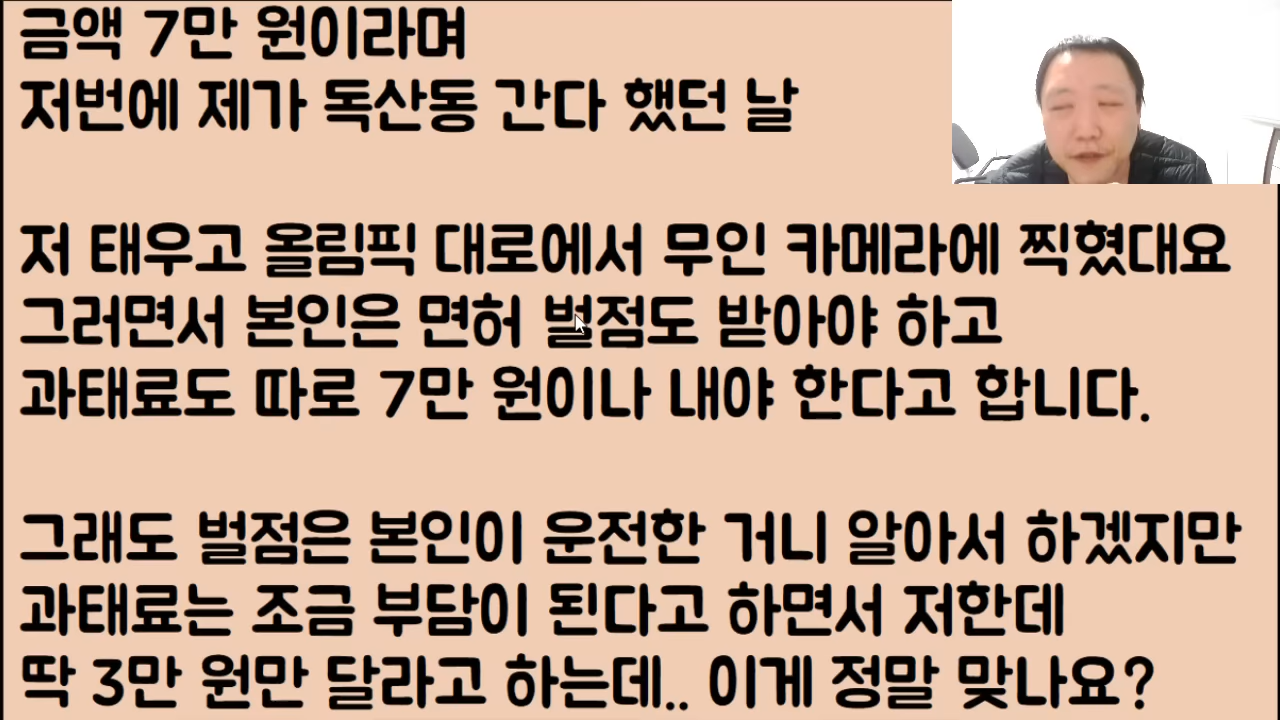 금액 7만 원이라며
저번에 제가 독산동 간다 했던 날
저 태우고 올림픽 대로에서 무인 카메라에 찍혔대요
그러면서 본인은 면허 벌점도 받아야 하고
과태료도 따로 7만 원이나 내야 한다고 합니다.
그래도 벌점은 본인이 운전한 거니 알아서 하겠지만
과태료는 조금 부담이 된다고 하면서 저한데
딱 3만 원만 달라고 하는데.. 이게 정말 맞나요?